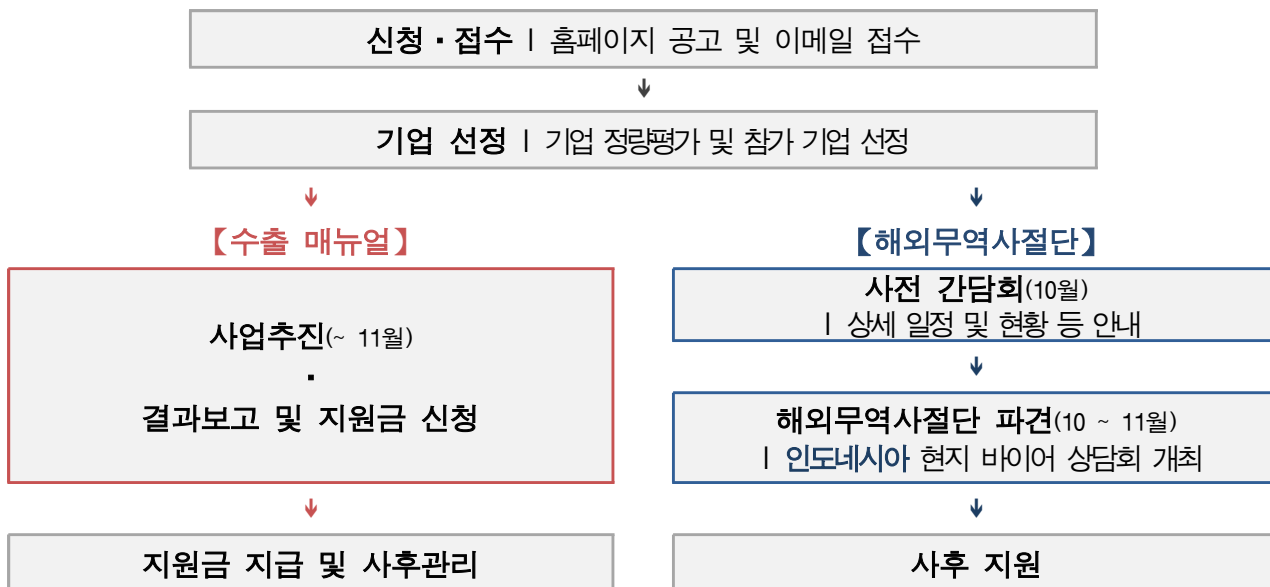 신청·접수 | 홈페이지 공고 및 이메일 접수
기업 선정 | 기업 정량평가 및 참가 기업 선정
【수출 매뉴얼】
사업추진(~ 11월)
·
결과보고 및 지원금 신청
지원금 지급 및 사후관리
【해외무역사절단】
사전 간담회(10월)
| 상세 일정 및 현황 등 안내
해외무역사절단 파견(10 ~ 11월)
| 인도네시아 현지 바이어 상담회 개최
사후 지원